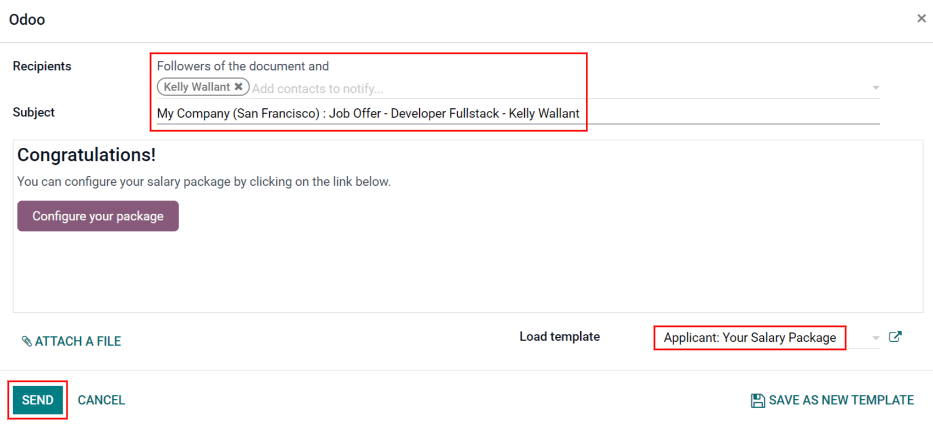 Odoo ×
Recipients Followers of the document and
Kelly Wallant ✖ Add contacts to notify...
Subject My Company (San Francisco) : Job Offer - Developer Fullstack - Kelly Wallant
Congratulations!
You can configure your salary package by clicking on the link below.
Configure your package
ATTACH A FILE Load template Applicant: Your Salary Package
SEND CANCEL SAVE AS NEW TEMPLATE